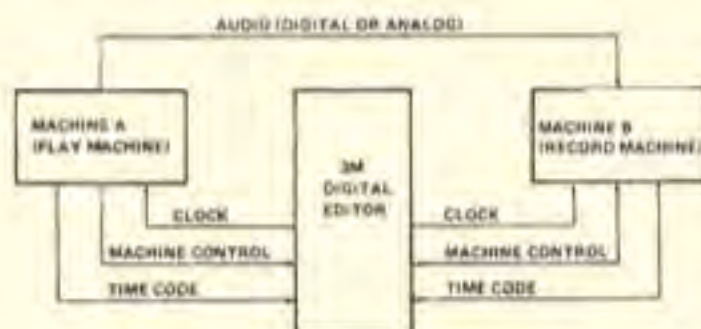 AUDIO (DIGITAL OR ANALOG)
MACHINE A
(PLAY MACHINE)
3M
DIGITAL
EDITOR
MACHINE B
(RECORD MACHINE)
CLOCK
CLOCK
MACHINE CONTROL
MACHINE CONTROL
TIME CODE
TIME CODE